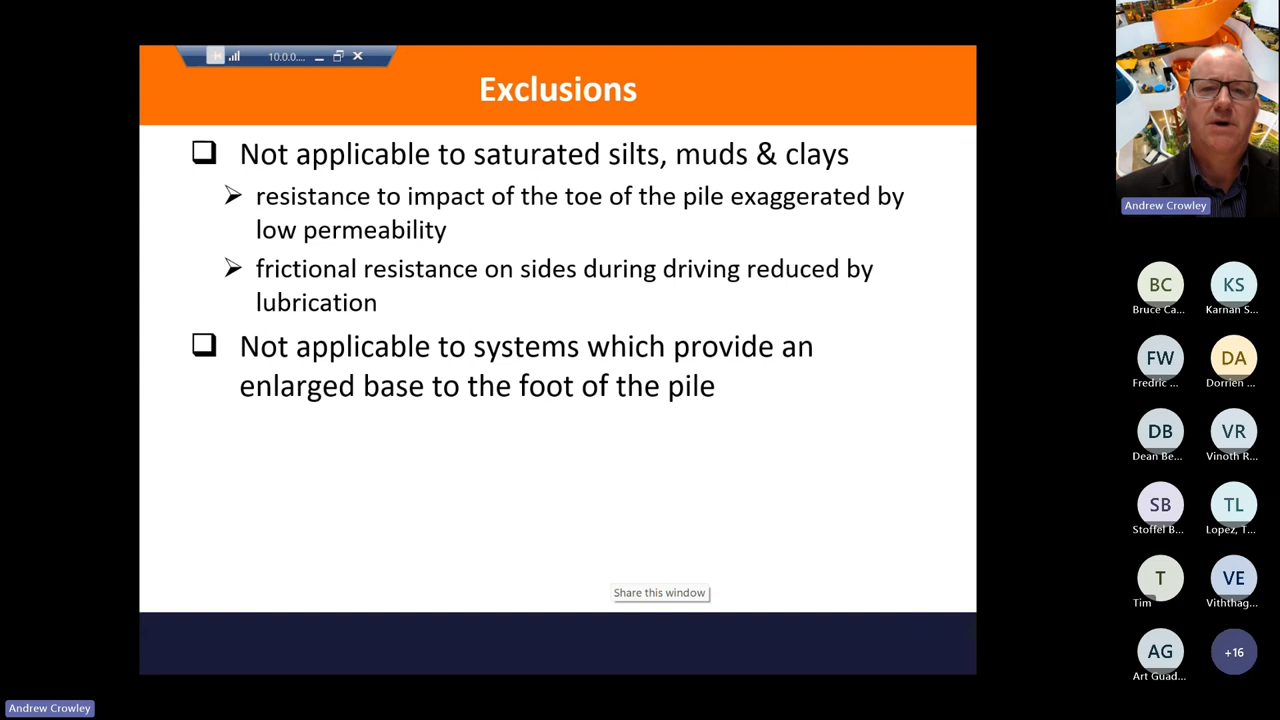 10.0.0....
Exclusions
Not applicable to saturated silts, muds & clays
resistance to impact of the toe of the pile exaggerated by
low permeability
frictional resistance on sides during driving reduced by
lubrication
Not applicable to systems which provide an
enlarged base to the foot of the pile
Share this window
Andrew Crowley
BC
Bruce Ca...
KS
Karnan S...
FW
Fredric ...
DA
Dorrien ...
DB
Dean Be...
VR
Vinoth R...
SB
Stoffel B...
TL
Lopez, T...
T
Tim
VE
Viththag...
AG
Art Guad...
+16
Andrew Crowley